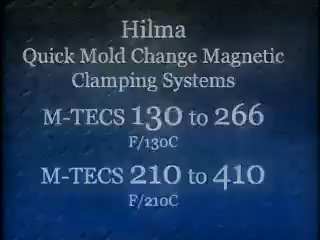 Hilma
Quick Mold Change Magnetic
Clamping Systems
M-TECS 130 to 266
F/130C
M-TECS 210 to 410
F/210C